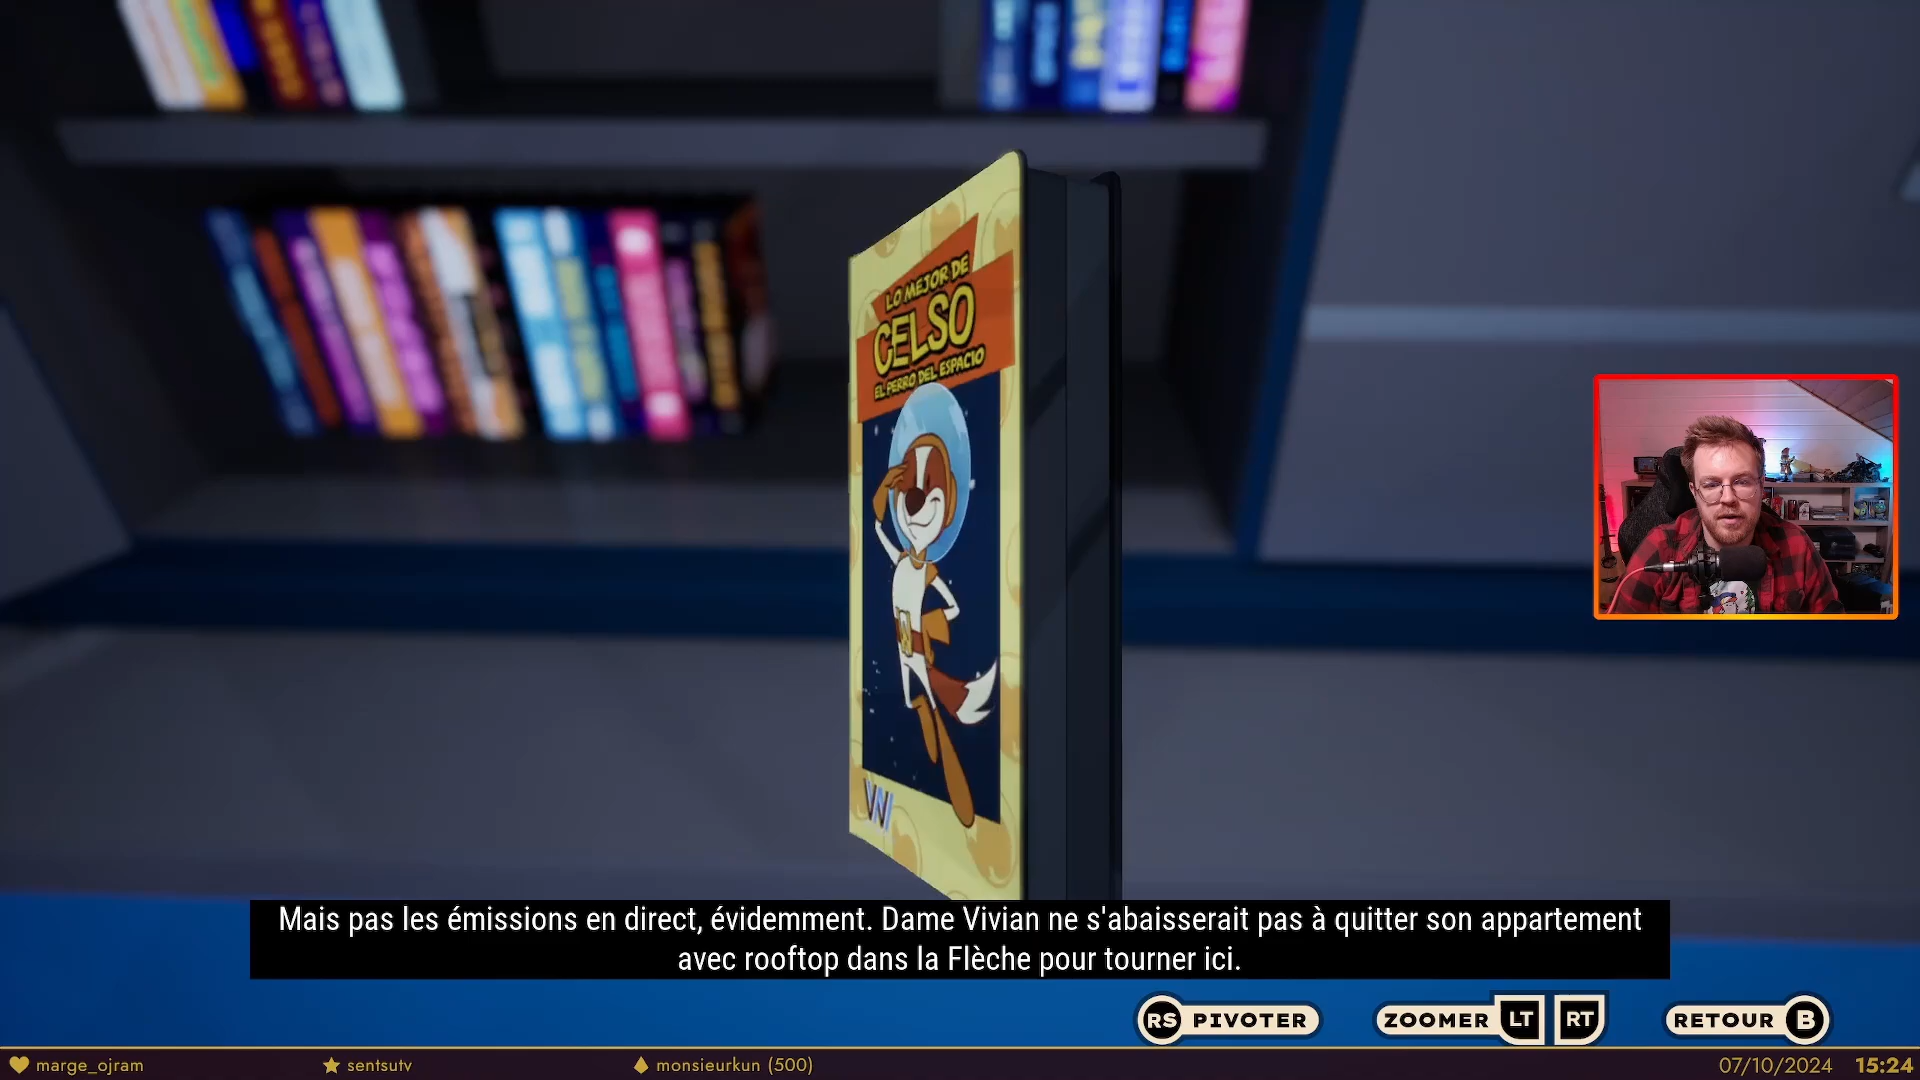 LO MEJOR DE
CELSO
EL PERRO DEL ESPACIO
VNI
Mais pas les émissions en direct, évidemment. Dame Vivian ne s'abaisserait pas à quitter son appartement
avec rooftop dans la Flèche pour tourner ici.
RS PIVOTER
ZOOMER LT RT
RETOUR B
marge_ojram
sentsutv
monsieurkun (500)
07/10/2024 15:24